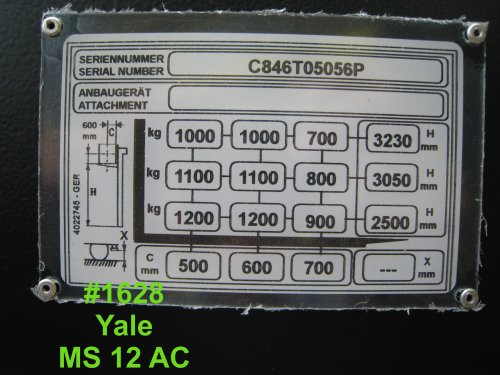 SERIENNUMMER
SERIAL NUMBER C846T05056P
ANBAUGERÄT
ATTACHMENT
600
mm
C
H
X
4022745 - GER
kg 1000 1000 700 3230 H mm
kg 1100 1100 800 3050 H mm
kg 1200 1200 900 2500 H mm
C mm 500 600 700 --- X mm
#1628
Yale
MS 12 AC